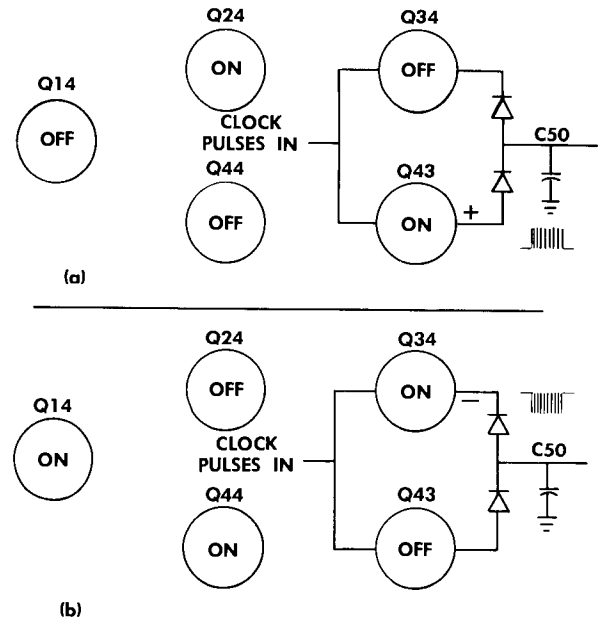 Q24
Q34
ON
OFF
Q14
OFF
CLOCK
PULSES IN
C50
Q44
Q43
OFF
ON
+
(a)
Q24
Q34
OFF
ON
−
Q14
ON
CLOCK
PULSES IN
C50
Q44
Q43
ON
OFF
(b)